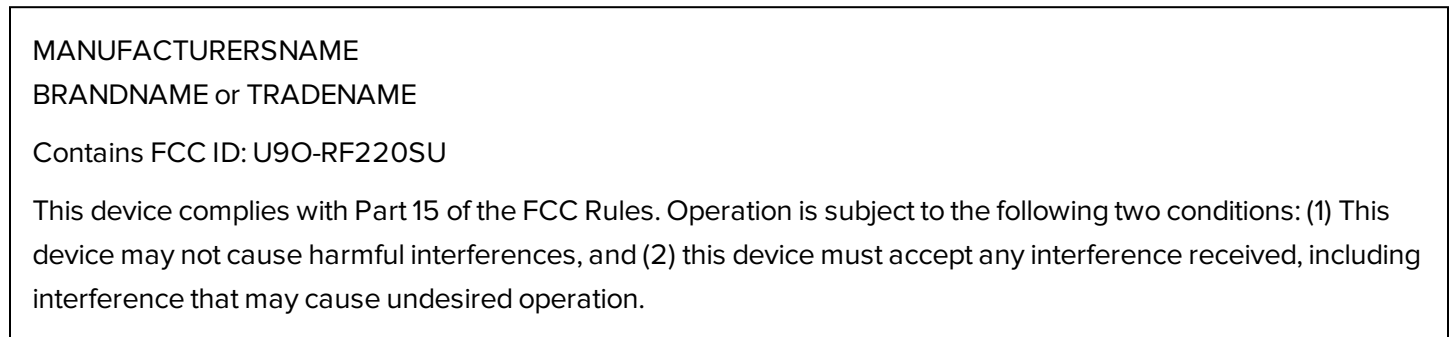 MANUFACTURERSNAME
BRANDNAME or TRADENAME
Contains FCC ID: U9O-RF220SU
This device complies with Part 15 of the FCC Rules. Operation is subject to the following two conditions: (1) This
device may not cause harmful interferences, and (2) this device must accept any interference received, including
interference that may cause undesired operation.